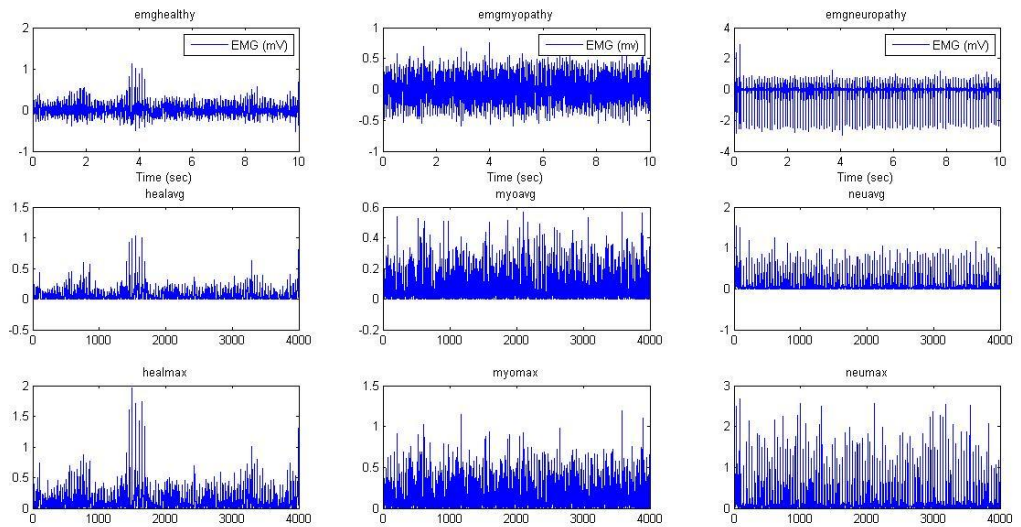 emghealthy
emgmyopathy
emgneuropathy
2
1
0
-1
EMG (mV)
0 2 4 6 8 10
Time (sec)
1
0.5
0
-0.5
-1
EMG (mv)
0 2 4 6 8 10
Time (sec)
4
2
0
-2
-4
EMG (mV)
0 2 4 6 8 10
Time (sec)
healavg
myoavg
neuavg
1.5
1
0.5
0
-0.5
0 1000 2000 3000 4000
0.6
0.4
0.2
0
-0.2
0 1000 2000 3000 4000
2
1
0
-1
0 1000 2000 3000 4000
healmax
myomax
neumax
2
1.5
1
0.5
0
0 1000 2000 3000 4000
1.5
1
0.5
0
0 1000 2000 3000 4000
3
2
1
0
0 1000 2000 3000 4000